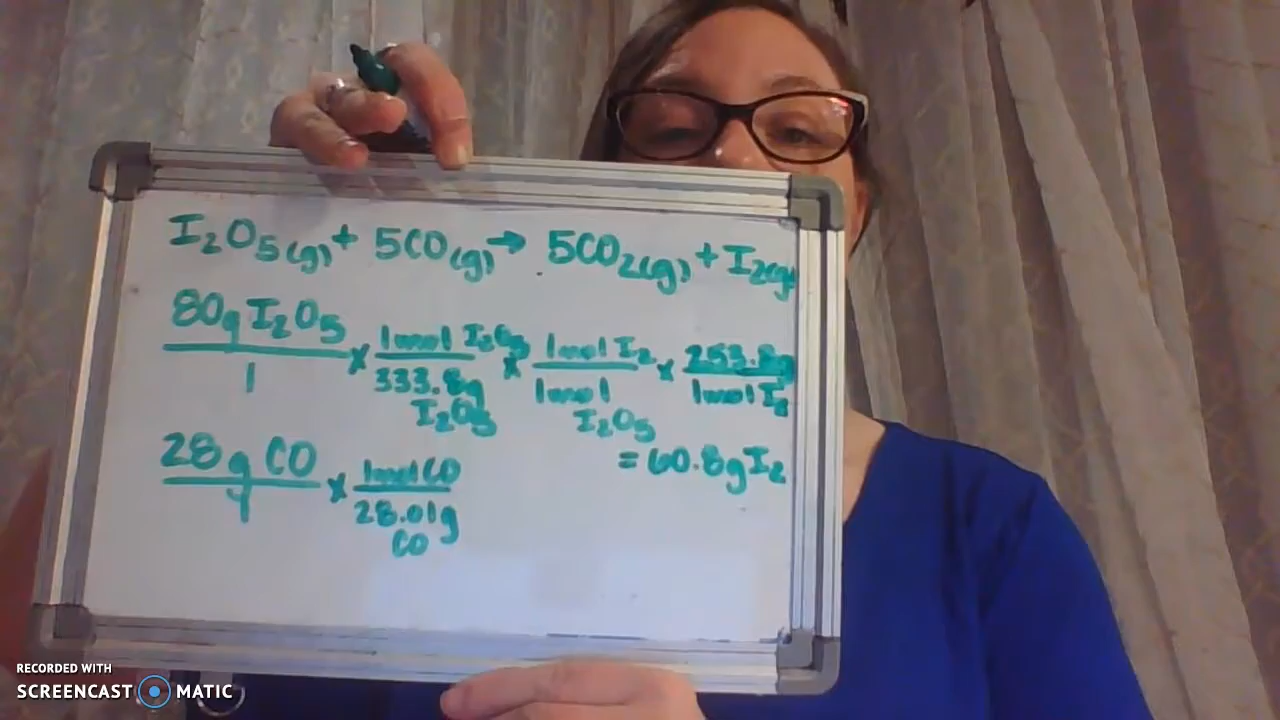 I₂O₅(g) + 5CO(g) → 5CO₂(g) + I₂(g)
80g I₂O₅ x 1mol I₂O₅ x 1mol I₂ x 253.8g
1 333.8g 1mol 1mol I₂
I₂O₅ I₂O₅
= 60.8g I₂
28g CO x 1mol CO
1 28.01g
CO
RECORDED WITH
SCREENCAST MATIC